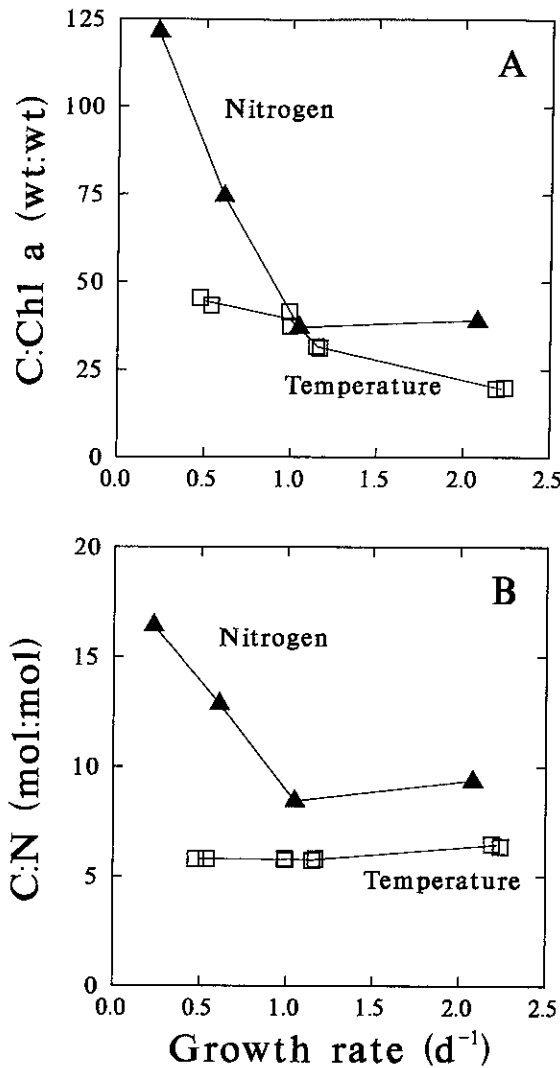 A
C:Chl a (wt:wt)
125
100
75
50
25
0
Nitrogen
Temperature
0.0 0.5 1.0 1.5 2.0 2.5
B
C:N (mol:mol)
20
15
10
5
0
Nitrogen
Temperature
0.0 0.5 1.0 1.5 2.0 2.5
Growth rate (d⁻¹)